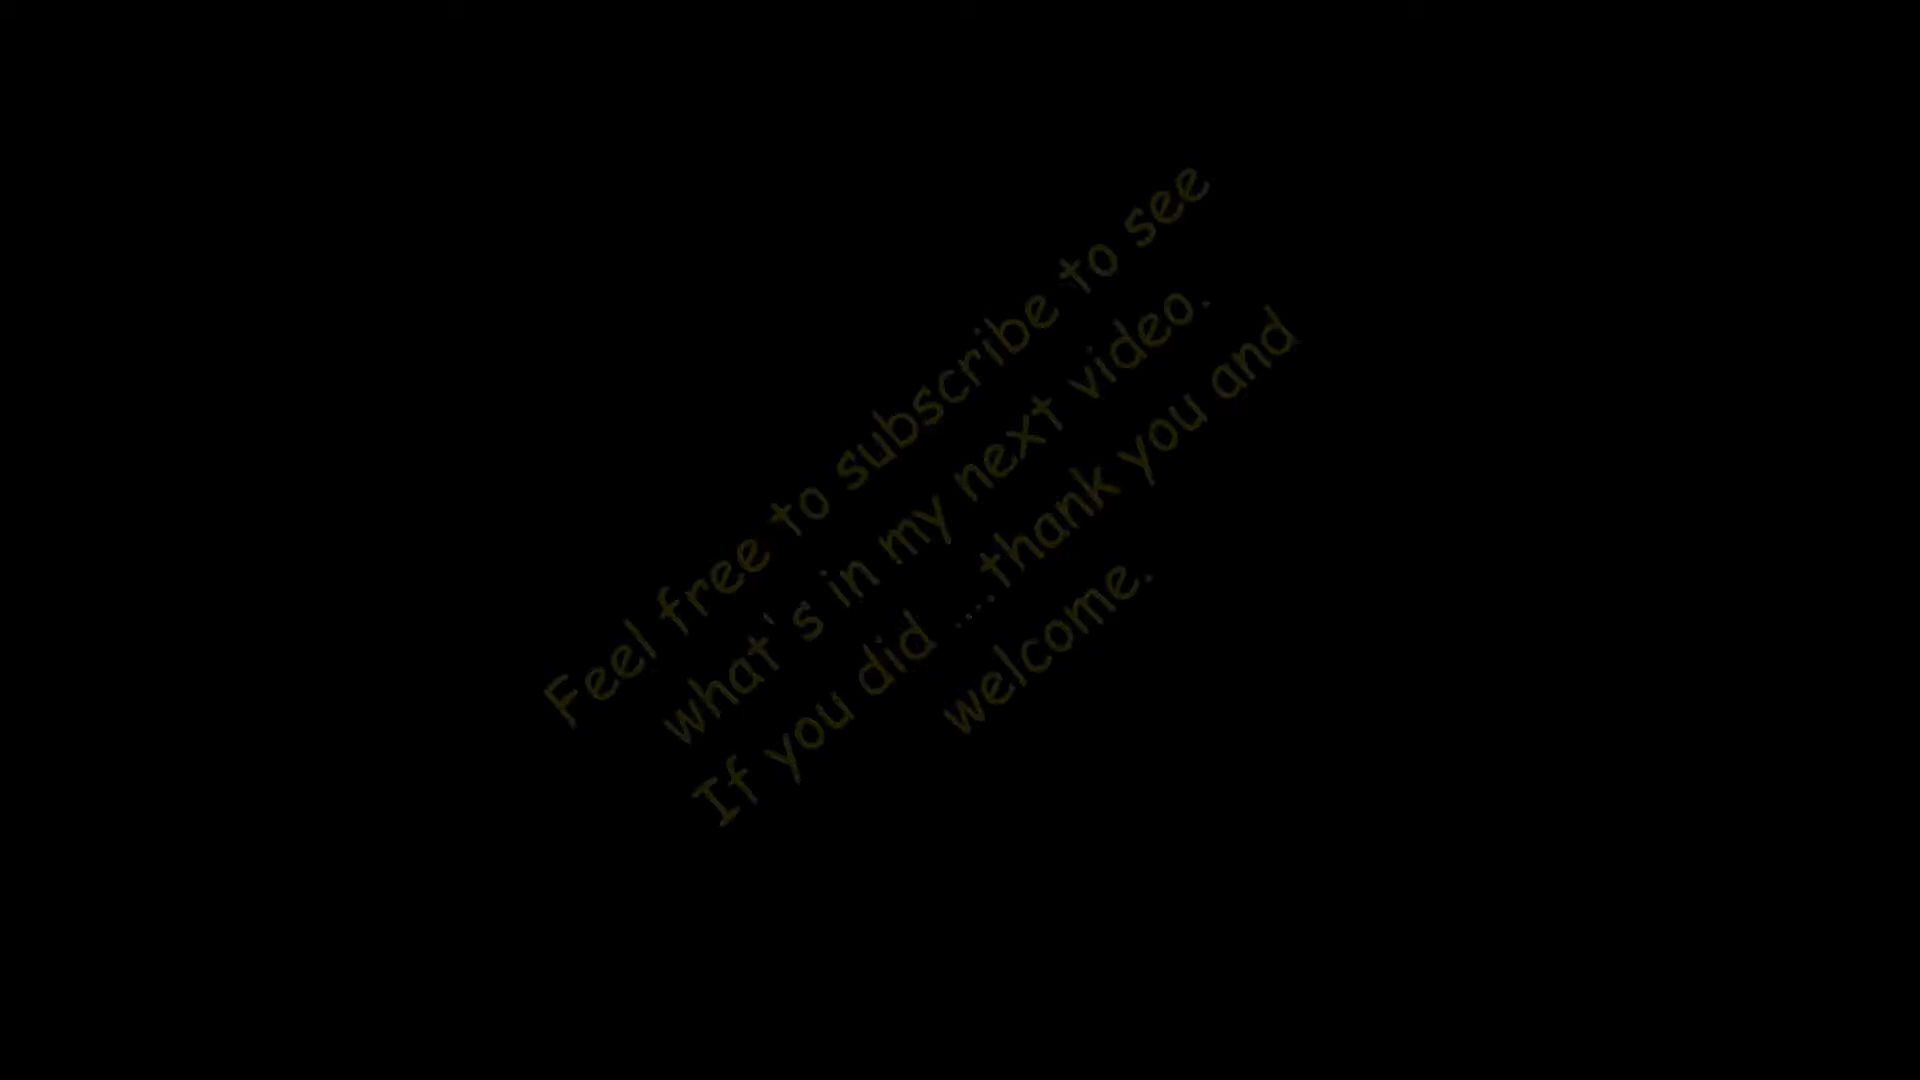 Feel free to subscribe to see
what's in my next video.
If you did ....thank you and
welcome.